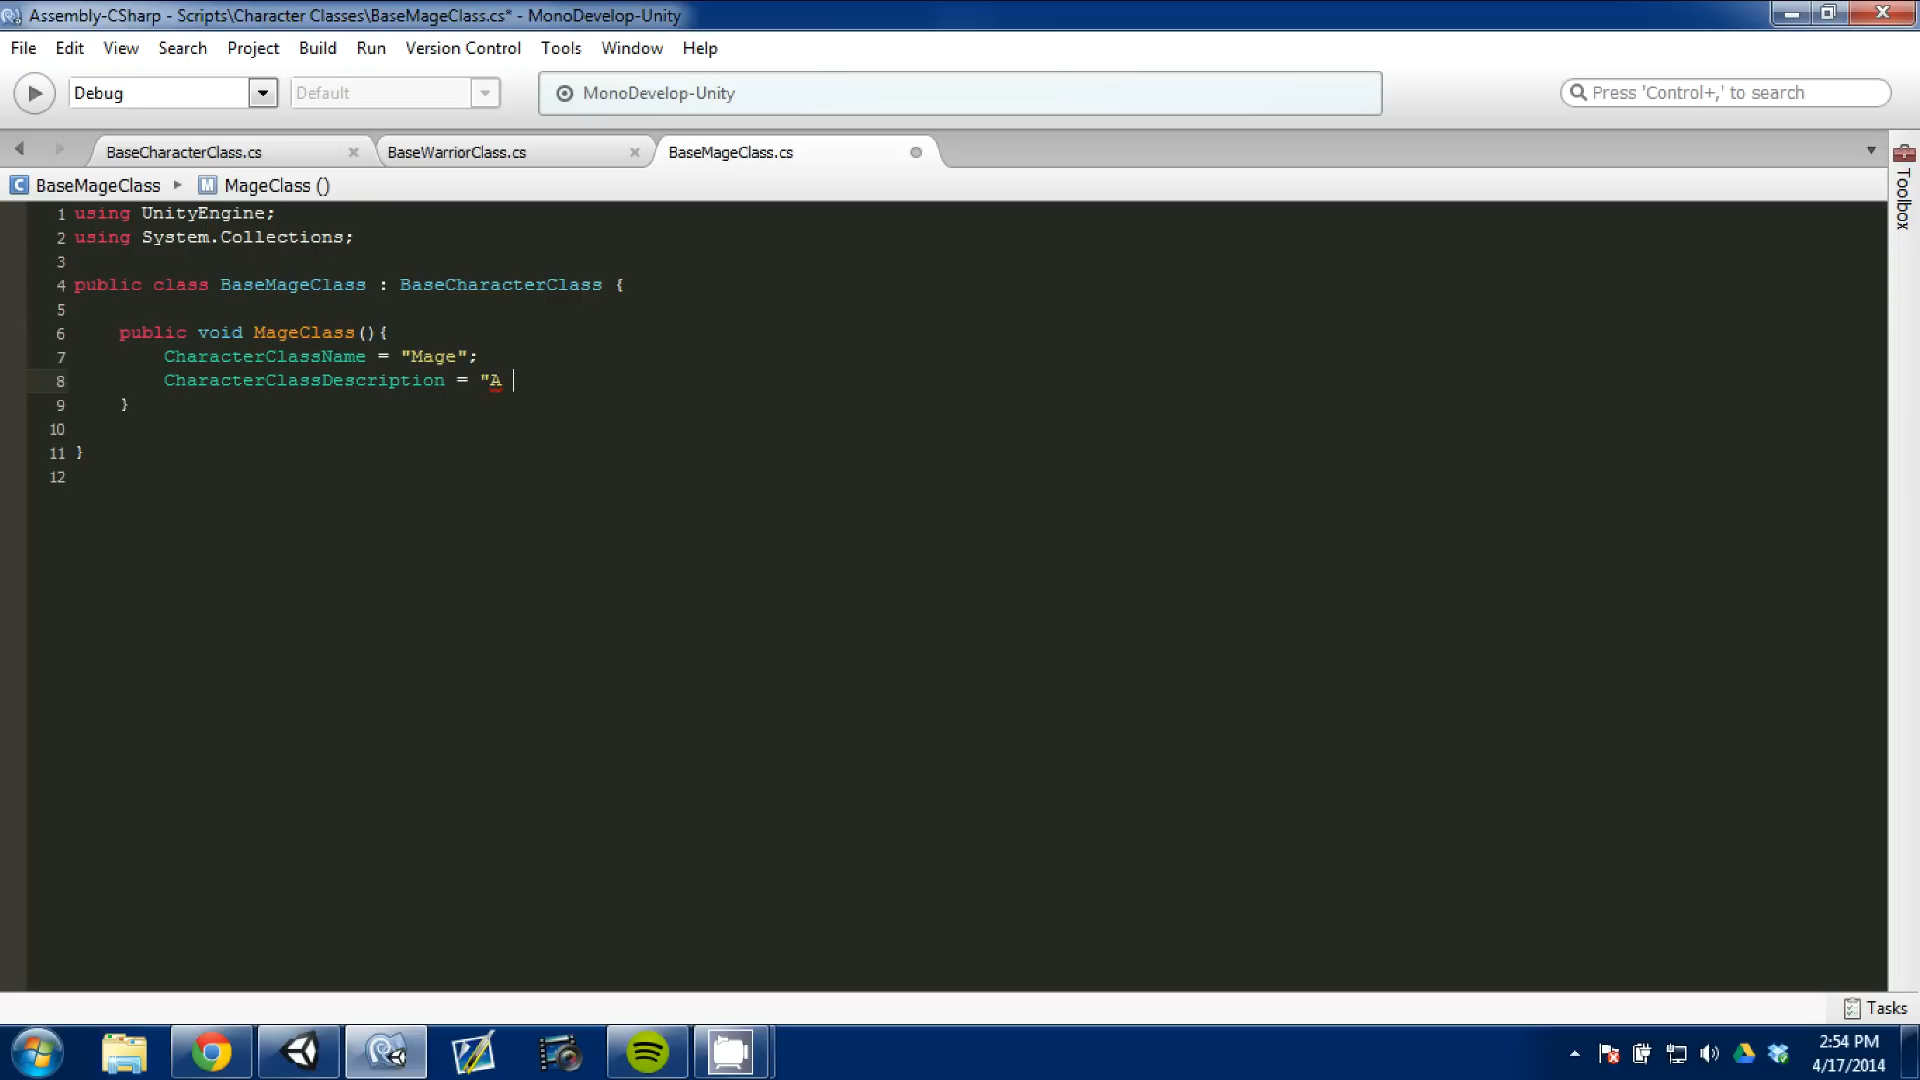 Assembly-CSharp - Scripts\Character Classes\BaseMageClass.cs* - MonoDevelop-Unity
File Edit View Search Project Build Run Version Control Tools Window Help
Debug Default MonoDevelop-Unity Press 'Control+,' to search
BaseCharacterClass.cs BaseWarriorClass.cs BaseMageClass.cs
C BaseMageClass M MageClass ()
Toolbox
1 using UnityEngine;
2 using System.Collections;
3
4 public class BaseMageClass : BaseCharacterClass {
5
6 public void MageClass(){
7 CharacterClassName = "Mage";
8 CharacterClassDescription = "A
9 }
10
11 }
12
Tasks
2:54 PM
4/17/2014